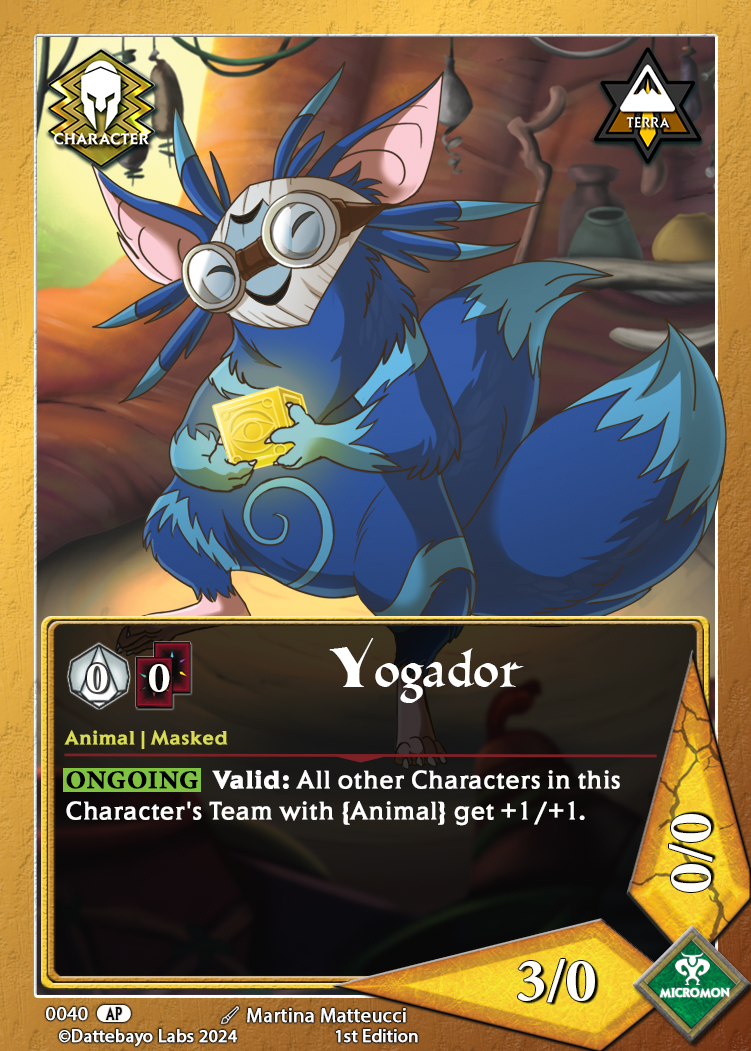 CHARACTER
TERRA
0 0 Yogador
Animal | Masked
ONGOING Valid: All other Characters in this
Character's Team with {Animal} get +1/+1.
0/0
3/0
MICROMON
0040 AP Martina Matteucci
©Dattebayo Labs 2024 1st Edition